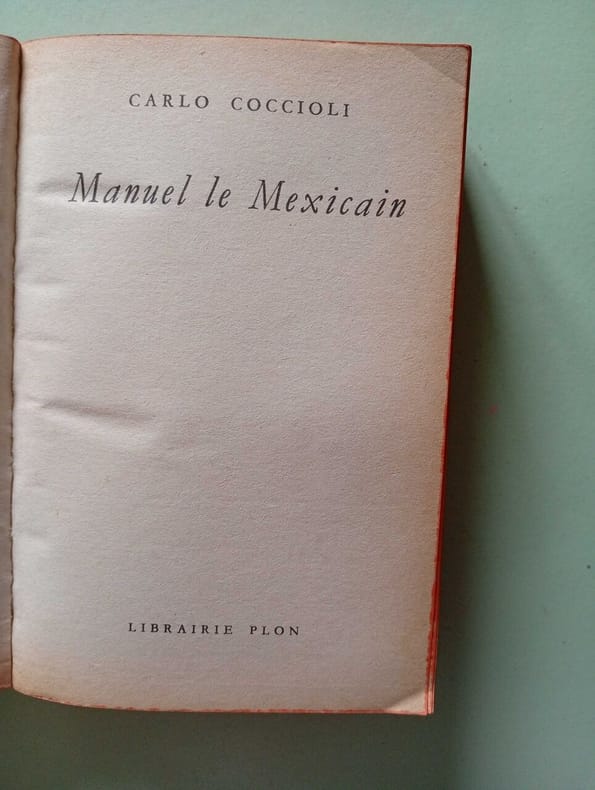 CARLO COCCIOLI
Manuel le Mexicain
LIBRAIRIE PLON